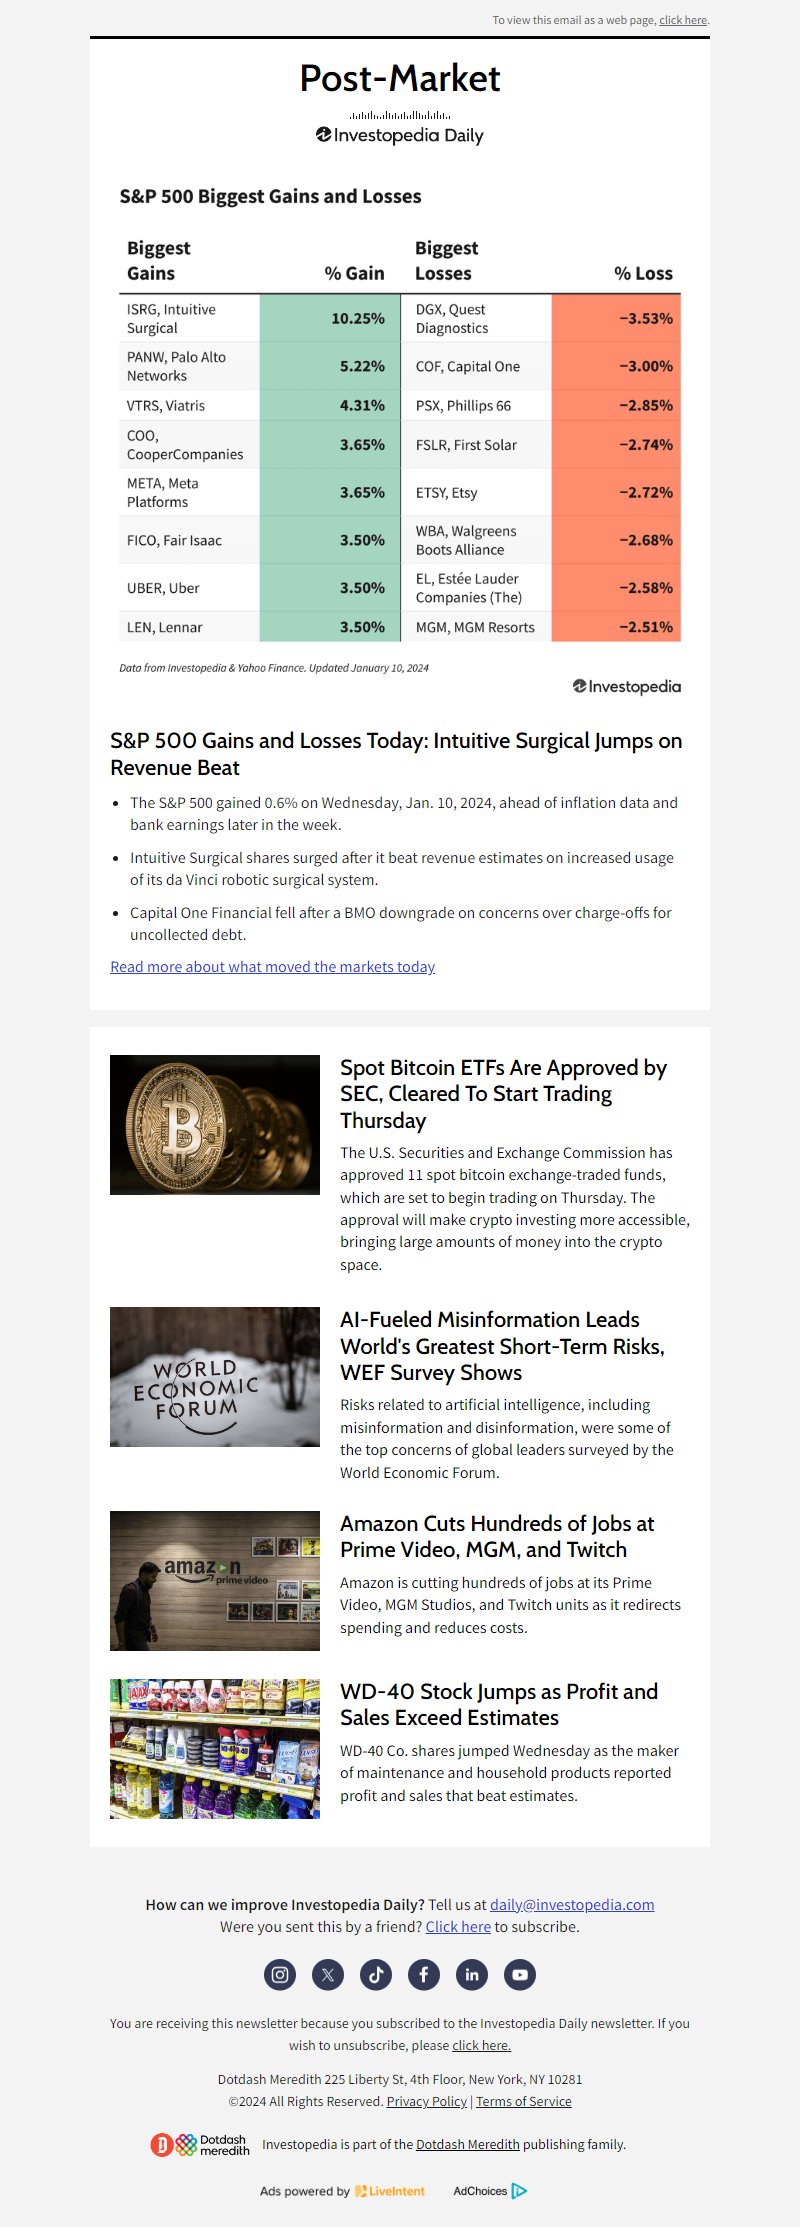 To view this email as a web page, click here.
Post-Market
Investopedia Daily
S&P 500 Biggest Gains and Losses
Biggest Gains % Gain Biggest Losses % Loss
ISRG, Intuitive Surgical 10.25% DGX, Quest Diagnostics −3.53%
PANW, Palo Alto Networks 5.22% COF, Capital One −3.00%
VTRS, Viatris 4.31% PSX, Phillips 66 −2.85%
COO, CooperCompanies 3.65% FSLR, First Solar −2.74%
META, Meta Platforms 3.65% ETSY, Etsy −2.72%
FICO, Fair Isaac 3.50% WBA, Walgreens Boots Alliance −2.68%
UBER, Uber 3.50% EL, Estée Lauder Companies (The) −2.58%
LEN, Lennar 3.50% MGM, MGM Resorts −2.51%
Data from Investopedia & Yahoo Finance. Updated January 10, 2024
Investopedia
S&P 500 Gains and Losses Today: Intuitive Surgical Jumps on
Revenue Beat
• The S&P 500 gained 0.6% on Wednesday, Jan. 10, 2024, ahead of inflation data and
bank earnings later in the week.
• Intuitive Surgical shares surged after it beat revenue estimates on increased usage
of its da Vinci robotic surgical system.
• Capital One Financial fell after a BMO downgrade on concerns over charge-offs for
uncollected debt.
Read more about what moved the markets today
Spot Bitcoin ETFs Are Approved by
SEC, Cleared To Start Trading
Thursday
The U.S. Securities and Exchange Commission has
approved 11 spot bitcoin exchange-traded funds,
which are set to begin trading on Thursday. The
approval will make crypto investing more accessible,
bringing large amounts of money into the crypto
space.
WORLD
ECONOMIC
FORUM
AI-Fueled Misinformation Leads
World's Greatest Short-Term Risks,
WEF Survey Shows
Risks related to artificial intelligence, including
misinformation and disinformation, were some of
the top concerns of global leaders surveyed by the
World Economic Forum.
amazon
prime video
Amazon Cuts Hundreds of Jobs at
Prime Video, MGM, and Twitch
Amazon is cutting hundreds of jobs at its Prime
Video, MGM Studios, and Twitch units as it redirects
spending and reduces costs.
WD-40 Stock Jumps as Profit and
Sales Exceed Estimates
WD-40 Co. shares jumped Wednesday as the maker
of maintenance and household products reported
profit and sales that beat estimates.
How can we improve Investopedia Daily? Tell us at daily@investopedia.com
Were you sent this by a friend? Click here to subscribe.
You are receiving this newsletter because you subscribed to the Investopedia Daily newsletter. If you
wish to unsubscribe, please click here.
Dotdash Meredith 225 Liberty St, 4th Floor, New York, NY 10281
©2024 All Rights Reserved. Privacy Policy | Terms of Service
Dotdash
meredith
Investopedia is part of the Dotdash Meredith publishing family.
Ads powered by LiveIntent AdChoices